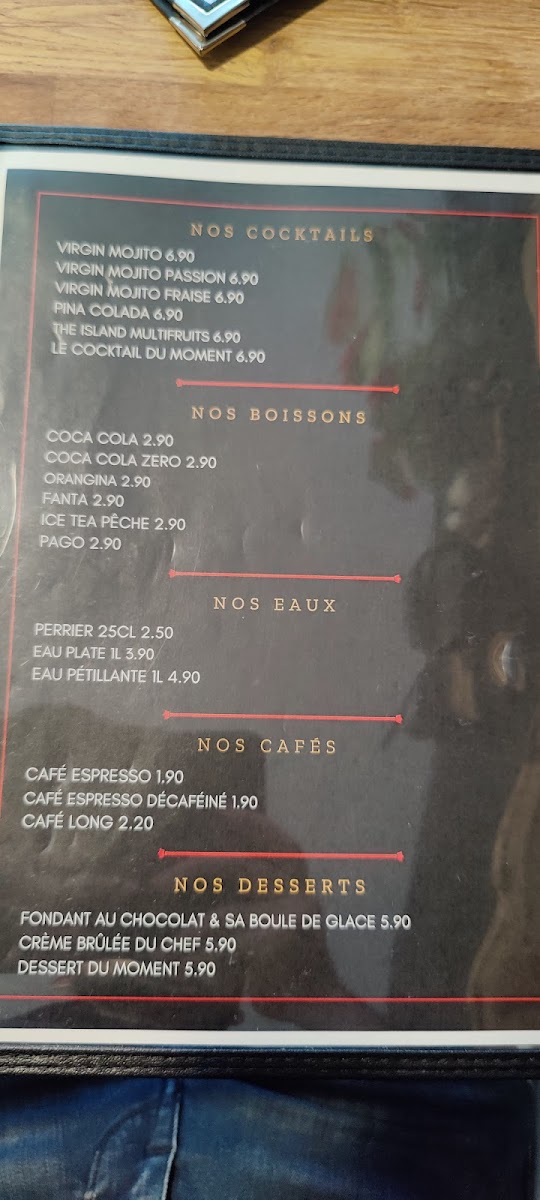 NOS COCKTAILS
VIRGIN MOJITO 6.90
VIRGIN MOJITO PASSION 6.90
VIRGIN MOJITO FRAISE 6.90
PINA COLADA 6.90
THE ISLAND MULTIFRUITS 6.90
LE COCKTAIL DU MOMENT 6.90
NOS BOISSONS
COCA COLA 2.90
COCA COLA ZERO 2.90
ORANGINA 2.90
FANTA 2.90
ICE TEA PÊCHE 2.90
PAGO 2.90
NOS EAUX
PERRIER 25CL 2.50
EAU PLATE 1L 3.90
EAU PÉTILLANTE 1L 4.90
NOS CAFÉS
CAFÉ ESPRESSO 1.90
CAFÉ ESPRESSO DÉCAFÉINÉ 1.90
CAFÉ LONG 2.20
NOS DESSERTS
FONDANT AU CHOCOLAT & SA BOULE DE GLACE 5.90
CRÈME BRÛLÉE DU CHEF 5.90
DESSERT DU MOMENT 5.90